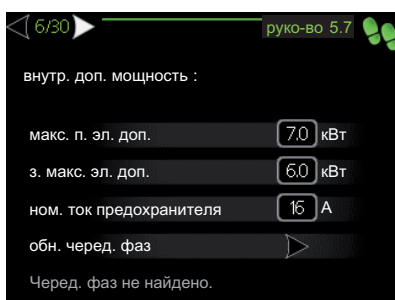 6/30 руко-во 5.7
внутр. доп. мощность :
макс. п. эл. доп. 7.0 кВт
з. макс. эл. доп. 6.0 кВт
ном. ток предохранителя 16 A
обн. черед. фаз
Черед. фаз не найдено.